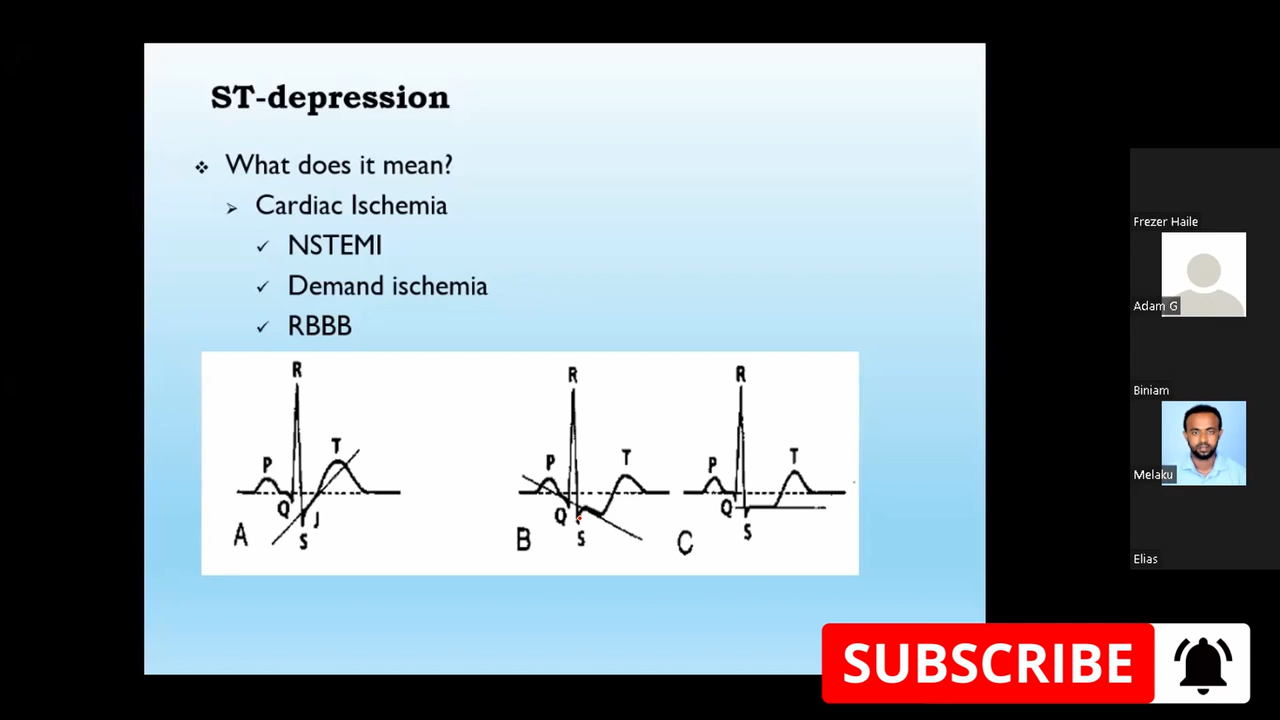 ST-depression
❖ What does it mean?
➢ Cardiac Ischemia
✓ NSTEMI
✓ Demand ischemia
✓ RBBB
R
P
T
Q
J
S
A
R
P
T
Q
S
B
R
P
T
Q
S
C
Frezer Haile
Adam G
Biniam
Melaku
Elias
SUBSCRIBE